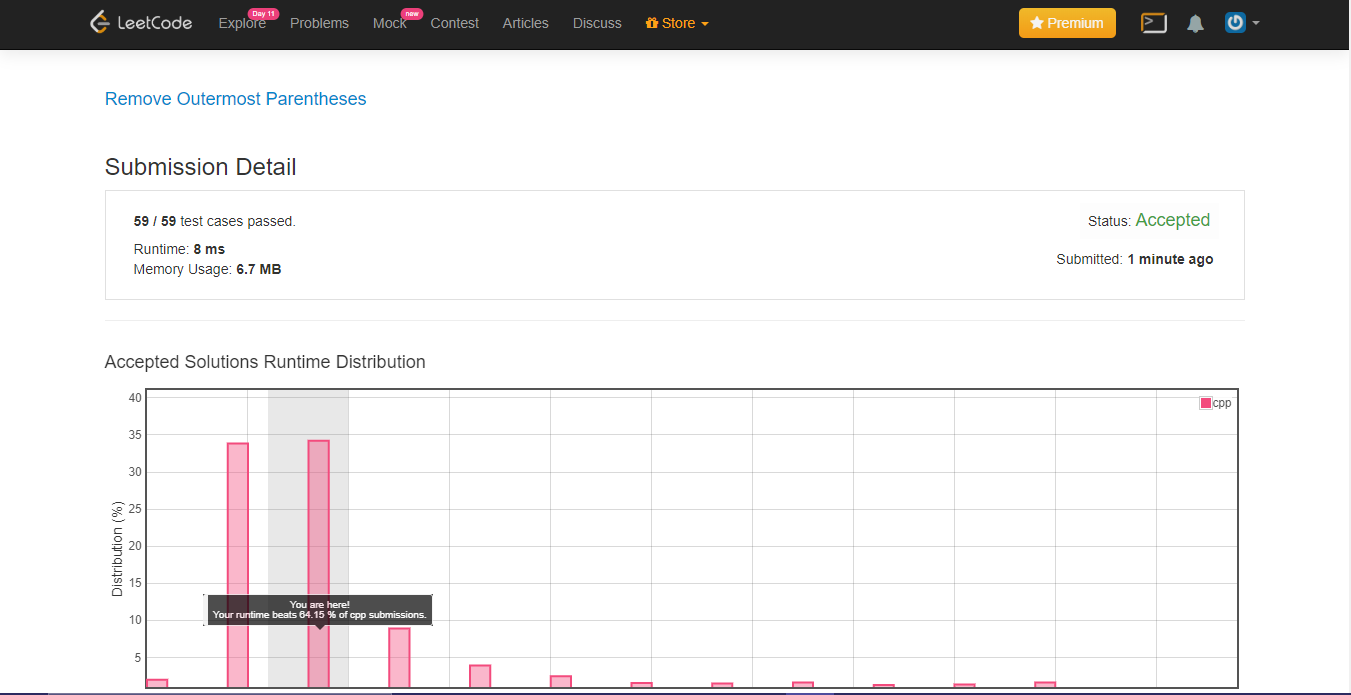 LeetCode Explore Day 11 Problems Mock new Contest Articles Discuss Store Premium
Remove Outermost Parentheses
Submission Detail
59 / 59 test cases passed. Status: Accepted
Runtime: 8 ms
Memory Usage: 6.7 MB Submitted: 1 minute ago
Accepted Solutions Runtime Distribution
cpp
Distribution (%)
40
35
30
25
20
15
10
5
You are here!
Your runtime beats 64.15 % of cpp submissions.